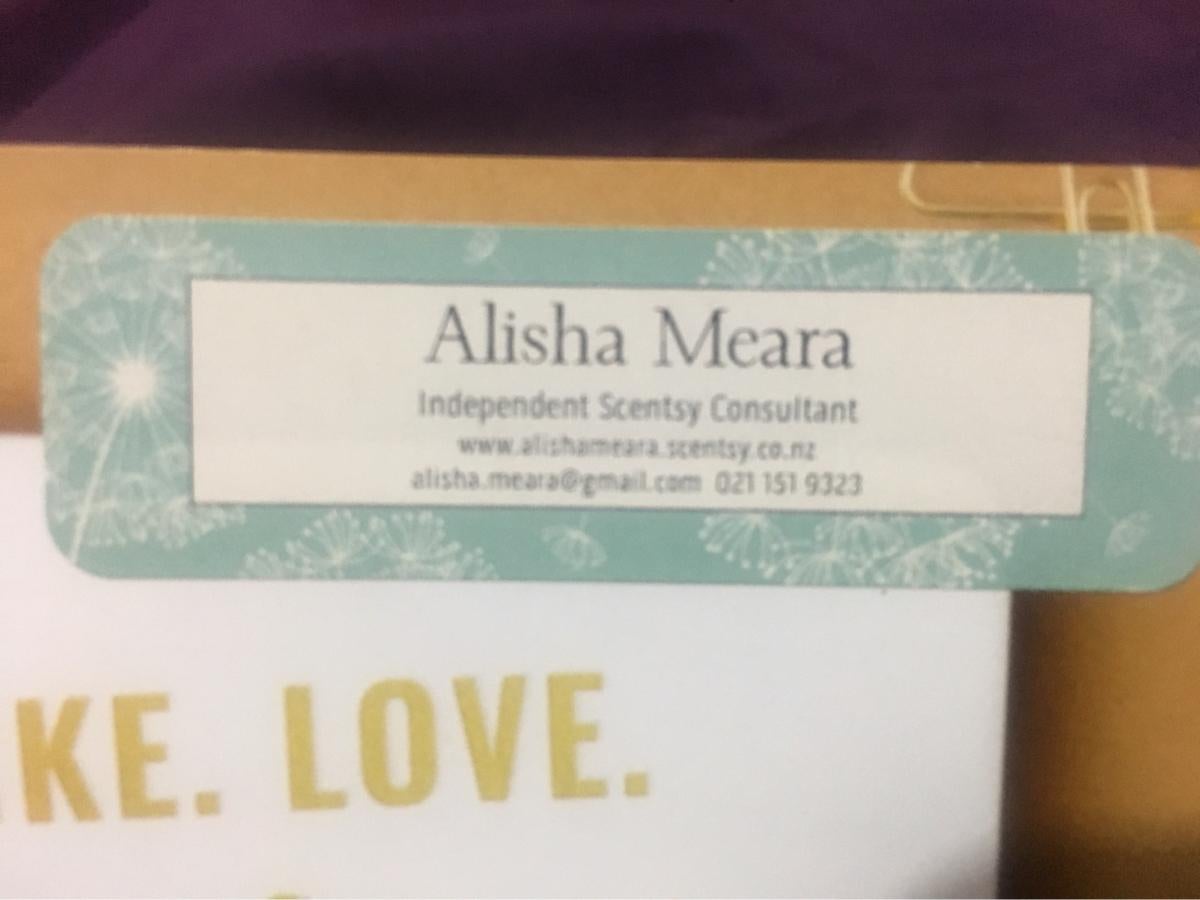 Alisha Meara
Independent Scentsy Consultant
www.alishameara.scentsy.co.nz
alisha.meara@gmail.com 021 151 9323
KE. LOVE.